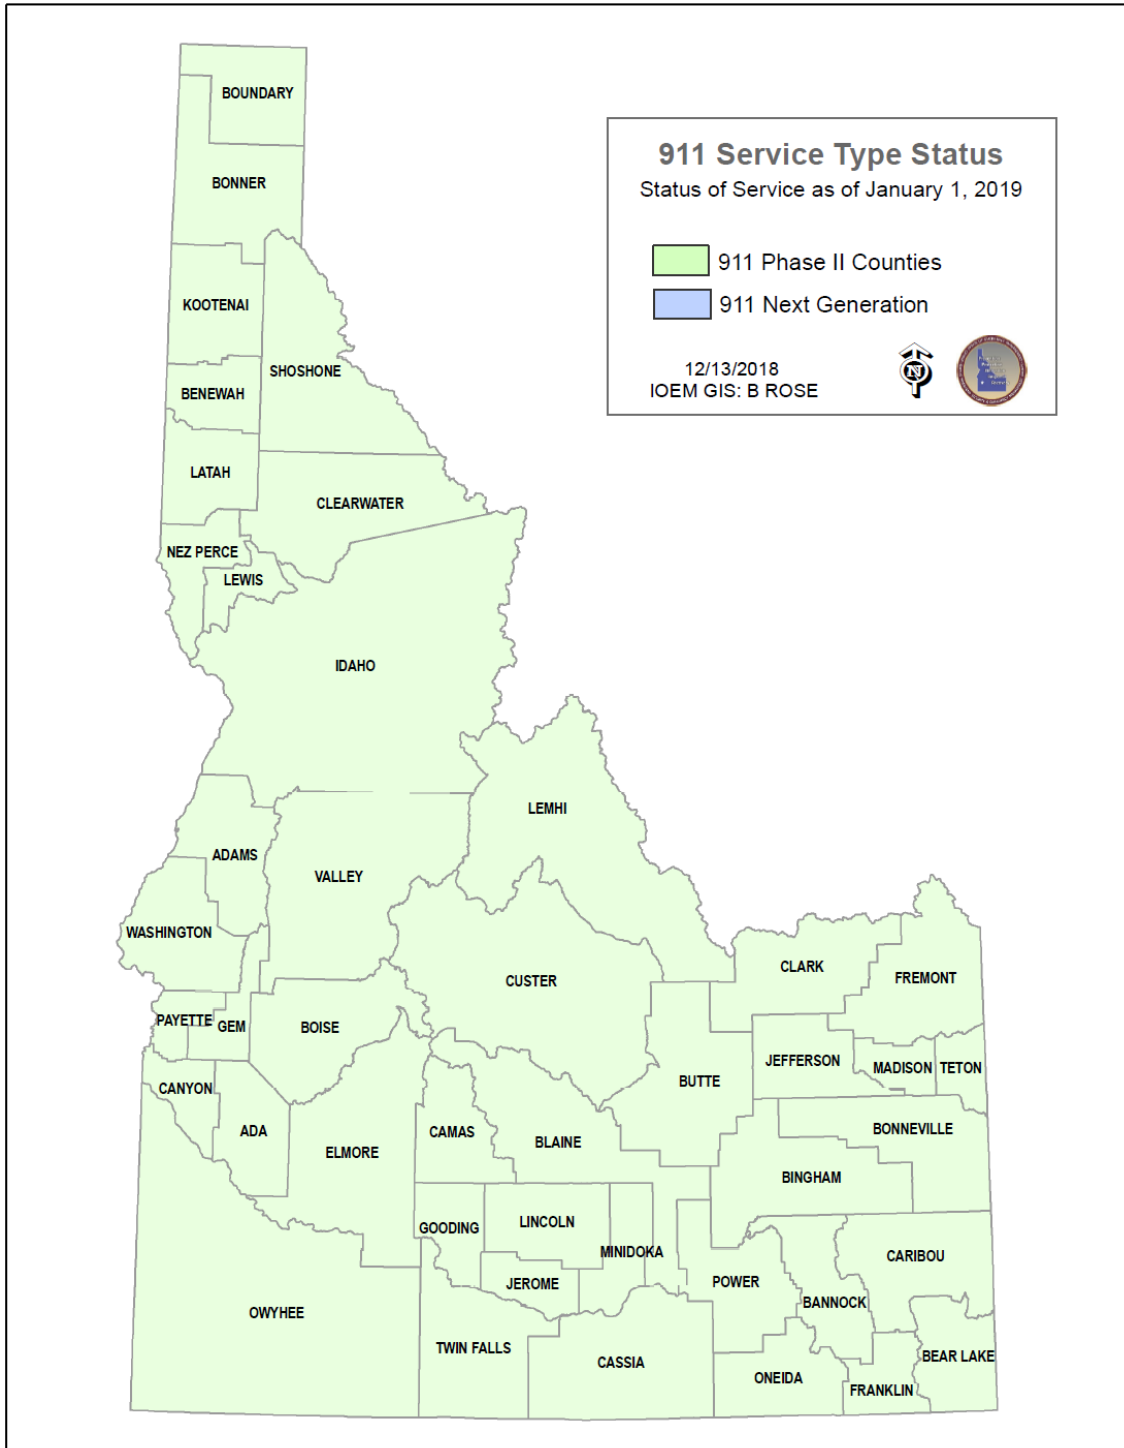 BOUNDARY
911 Service Type Status
Status of Service as of January 1, 2019
BONNER
911 Phase II Counties
911 Next Generation
KOOTENAI
SHOSHONE
12/13/2018
IOEM GIS: B ROSE
N
BENEWAH
LATAH
CLEARWATER
NEZ PERCE
LEWIS
IDAHO
LEMHI
ADAMS
VALLEY
WASHINGTON
CLARK
CUSTER
FREMONT
PAYETTE
GEM
BOISE
JEFFERSON
MADISON
TETON
BUTTE
CANYON
ADA
CAMAS
BONNEVILLE
ELMORE
BLAINE
BINGHAM
GOODING
LINCOLN
MINIDOKA
CARIBOU
JEROME
POWER
BANNOCK
OWYHEE
TWIN FALLS
BEAR LAKE
CASSIA
ONEIDA
FRANKLIN